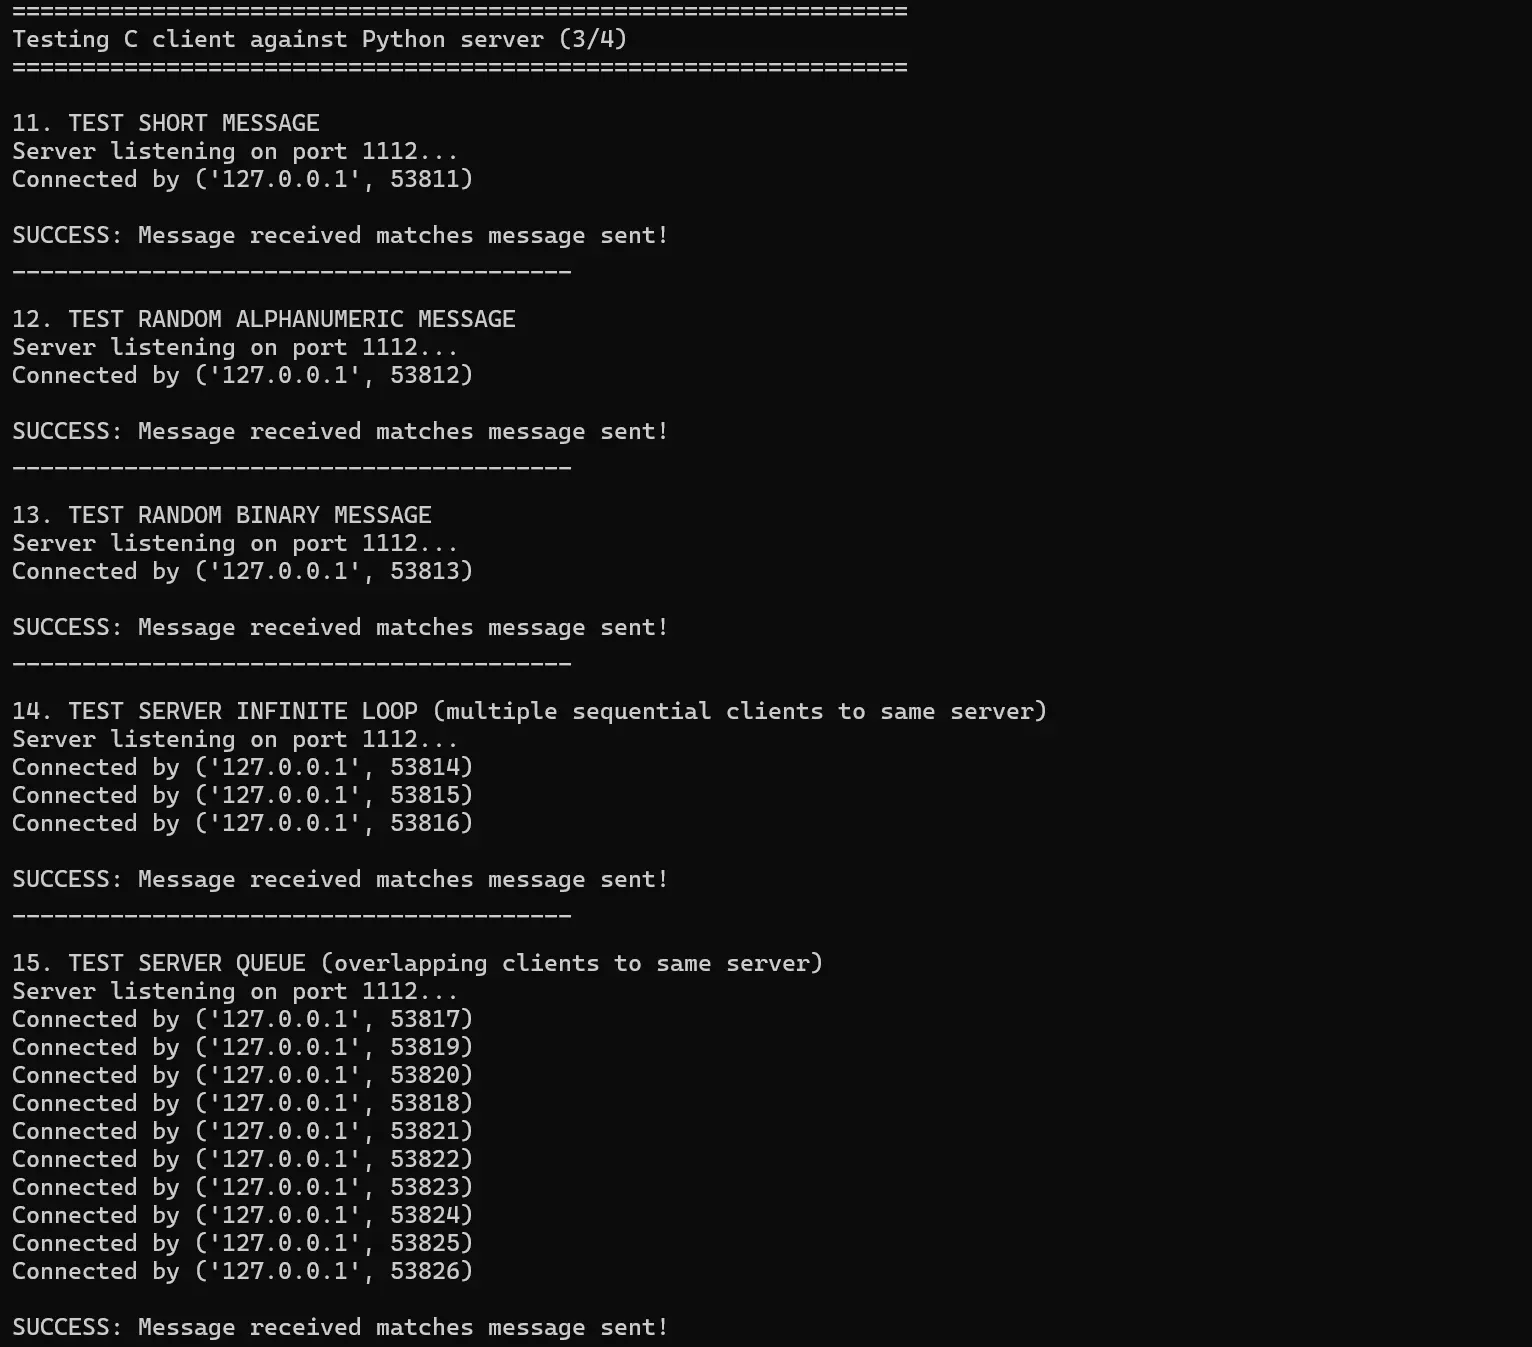 ================================================================
Testing C client against Python server (3/4)
================================================================
11. TEST SHORT MESSAGE
Server listening on port 1112...
Connected by ('127.0.0.1', 53811)
SUCCESS: Message received matches message sent!
________________________________________
12. TEST RANDOM ALPHANUMERIC MESSAGE
Server listening on port 1112...
Connected by ('127.0.0.1', 53812)
SUCCESS: Message received matches message sent!
________________________________________
13. TEST RANDOM BINARY MESSAGE
Server listening on port 1112...
Connected by ('127.0.0.1', 53813)
SUCCESS: Message received matches message sent!
________________________________________
14. TEST SERVER INFINITE LOOP (multiple sequential clients to same server)
Server listening on port 1112...
Connected by ('127.0.0.1', 53814)
Connected by ('127.0.0.1', 53815)
Connected by ('127.0.0.1', 53816)
SUCCESS: Message received matches message sent!
________________________________________
15. TEST SERVER QUEUE (overlapping clients to same server)
Server listening on port 1112...
Connected by ('127.0.0.1', 53817)
Connected by ('127.0.0.1', 53819)
Connected by ('127.0.0.1', 53820)
Connected by ('127.0.0.1', 53818)
Connected by ('127.0.0.1', 53821)
Connected by ('127.0.0.1', 53822)
Connected by ('127.0.0.1', 53823)
Connected by ('127.0.0.1', 53824)
Connected by ('127.0.0.1', 53825)
Connected by ('127.0.0.1', 53826)
SUCCESS: Message received matches message sent!